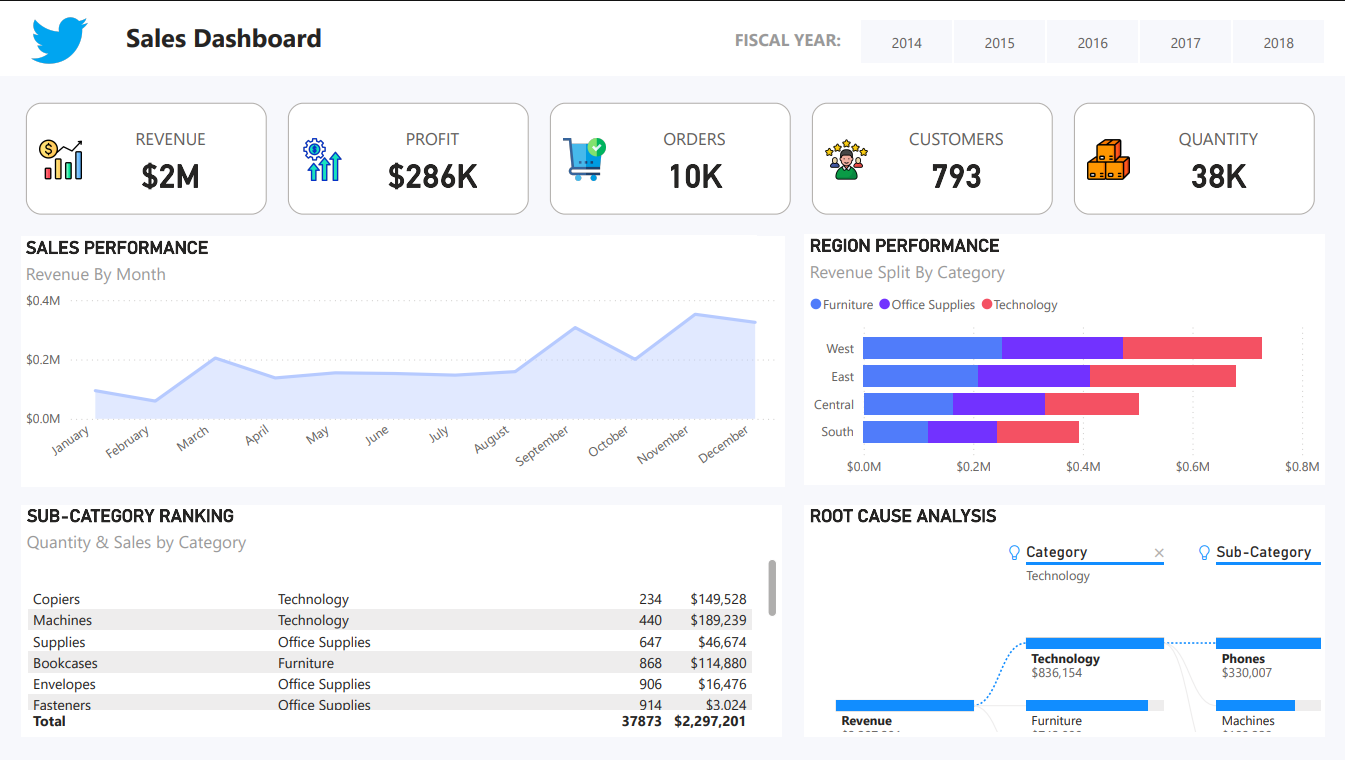 Sales Dashboard
FISCAL YEAR: 2014 2015 2016 2017 2018
REVENUE
$2M
PROFIT
$286K
ORDERS
10K
CUSTOMERS
793
QUANTITY
38K
SALES PERFORMANCE
Revenue By Month
$0.4M
$0.2M
$0.0M
January February March April May June July August September October November December
REGION PERFORMANCE
Revenue Split By Category
Furniture Office Supplies Technology
West
East
Central
South
$0.0M $0.2M $0.4M $0.6M $0.8M
SUB-CATEGORY RANKING
Quantity & Sales by Category
Copiers Technology 234 $149,528
Machines Technology 440 $189,239
Supplies Office Supplies 647 $46,674
Bookcases Furniture 868 $114,880
Envelopes Office Supplies 906 $16,476
Fasteners Office Supplies 914 $3,024
Total 37873 $2,297,201
ROOT CAUSE ANALYSIS
Category × Sub-Category
Technology
Technology
$836,154
Phones
$330,007
Revenue
Furniture
Machines